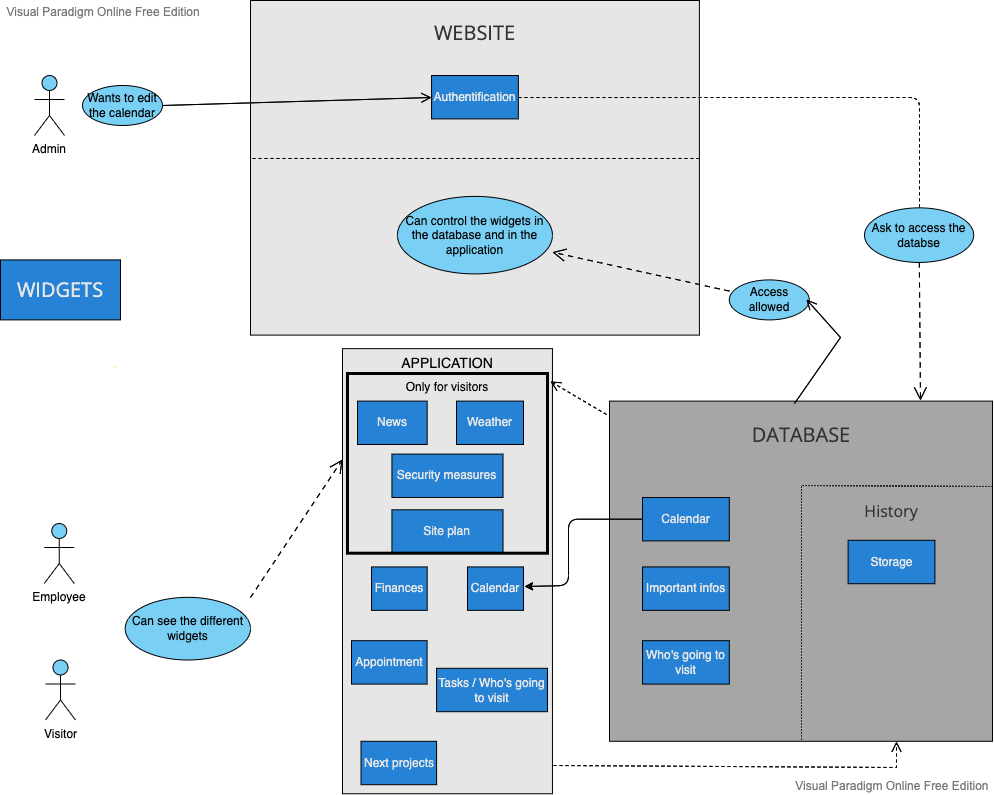 Visual Paradigm Online Free Edition
WEBSITE
Wants to edit
the calendar
Authentification
Admin
Can control the widgets in
the database and in the
application
Ask to access the
databse
WIDGETS
Access
allowed
APPLICATION
Only for visitors
News
Weather
Security measures
Site plan
Finances
Calendar
Appointment
Tasks / Who's going
to visit
Next projects
DATABASE
Calendar
Important infos
Who's going to
visit
History
Storage
Employee
Can see the different
widgets
Visitor
Visual Paradigm Online Free Edition